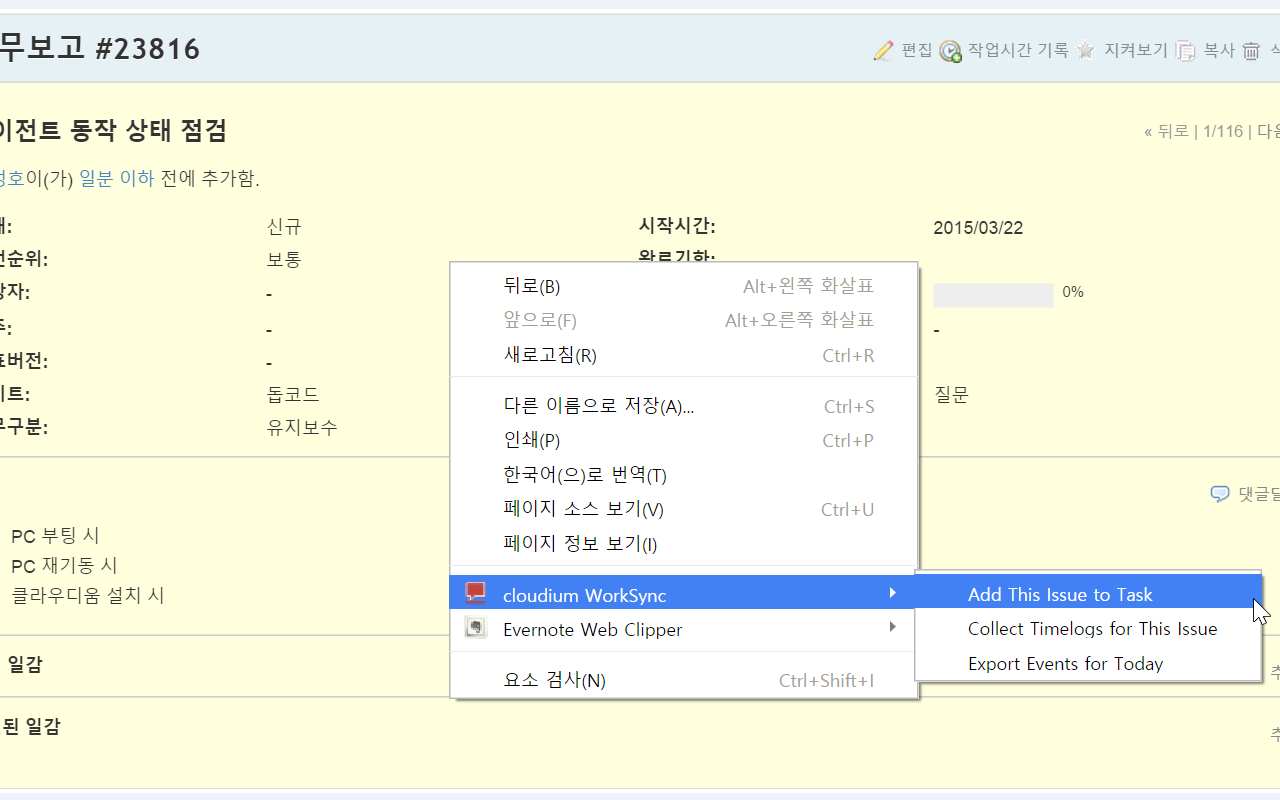 무보고 #23816
편집 작업시간 기록 지켜보기 복사
이전트 동작 상태 점검
« 뒤로 | 1/116 | 다음
성호이(가) 일분 이하 전에 추가함.
신규 시작시간: 2015/03/22
순위: 보통 완료기한:
자: - 0%
- -
버전: -
이트: 돕코드 질문
구분: 유지보수
댓글달
PC 부팅 시
PC 재기동 시
클라우디움 설치 시
일감
추
된 일감
추
뒤로(B) Alt+왼쪽 화살표
앞으로(F) Alt+오른쪽 화살표
새로고침(R) Ctrl+R
다른 이름으로 저장(A)... Ctrl+S
인쇄(P) Ctrl+P
한국어(으)로 번역(T)
페이지 소스 보기(V) Ctrl+U
페이지 정보 보기(I)
cloudium WorkSync
Evernote Web Clipper
요소 검사(N) Ctrl+Shift+I
Add This Issue to Task
Collect Timelogs for This Issue
Export Events for Today